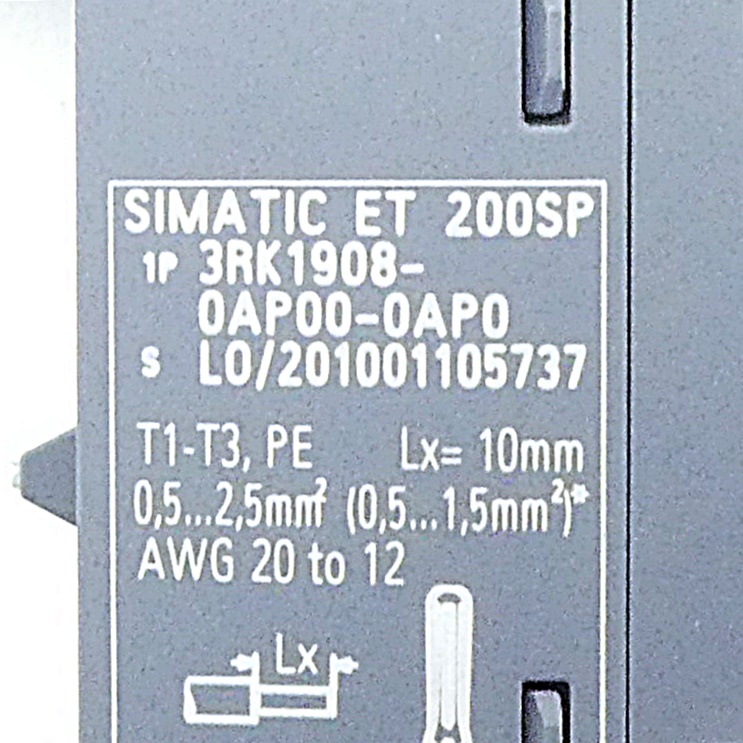 SIMATIC ET 200SP
1P 3RK1908-
0AP00-0AP0
S LO/201001105737
T1-T3, PE Lx= 10mm
0,5...2,5mm² (0,5...1,5mm²)*
AWG 20 to 12
Lx